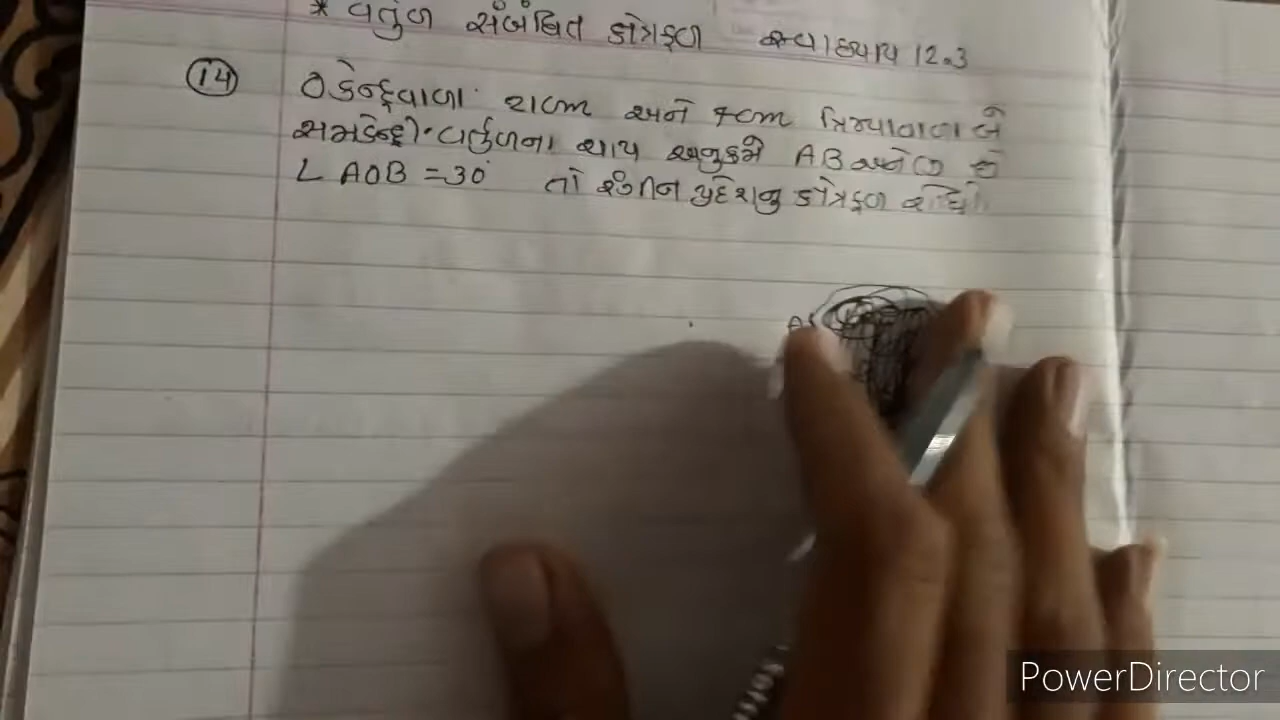 * વર્તુળ સંબંધિત ક્ષેત્રફળ સ્વાધ્યાય 12.3
14 O કેન્દ્રવાળા 21cm અને 7cm ત્રિજ્યાવાળા બે
સમકેન્દ્રી વર્તુળના ચાપ અનુક્રમે AB અને CD છે
∠ AOB = 30° તો રંગીન પ્રદેશનુ ક્ષેત્રફળ શોધો
A
PowerDirector